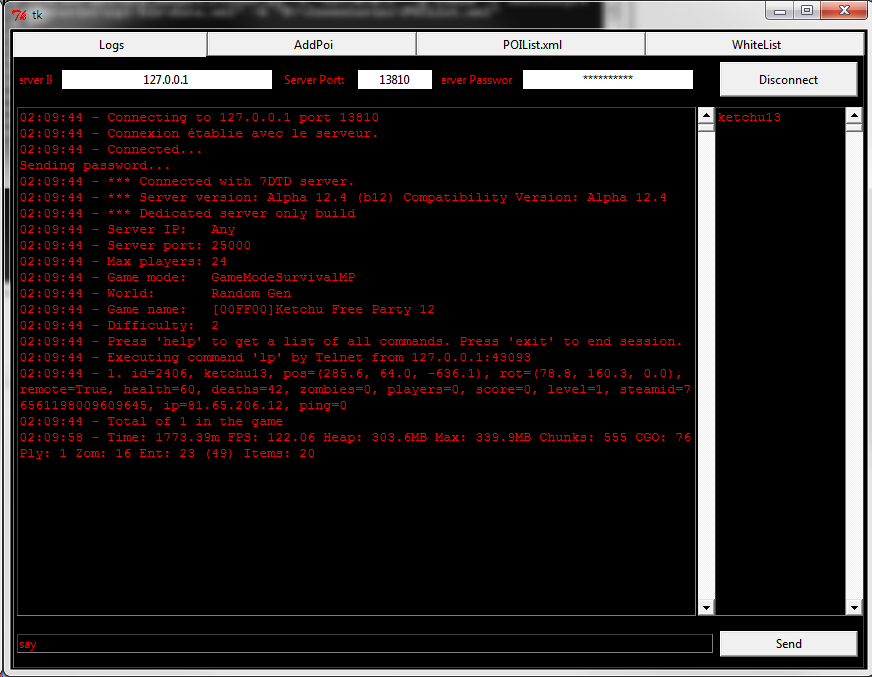 tk
Logs AddPoi POIList.xml WhiteList
erver I 127.0.0.1 Server Port: 13810 erver Passwor ********** Disconnect
02:09:44 - Connecting to 127.0.0.1 port 13810
02:09:44 - Connexion établie avec le serveur.
02:09:44 - Connected...
Sending password...
02:09:44 - *** Connected with 7DTD server.
02:09:44 - *** Server version: Alpha 12.4 (b12) Compatibility Version: Alpha 12.4
02:09:44 - *** Dedicated server only build
02:09:44 - Server IP:   Any
02:09:44 - Server port: 25000
02:09:44 - Max players: 24
02:09:44 - Game mode:   GameModeSurvivalMP
02:09:44 - World:       Random Gen
02:09:44 - Game name:   [00FF00]Ketchu Free Party 12
02:09:44 - Difficulty:  2
02:09:44 - Press 'help' to get a list of all commands. Press 'exit' to end session.
02:09:44 - Executing command 'lp' by Telnet from 127.0.0.1:43093
02:09:44 - 1. id=2406, ketchu13, pos=(285.6, 64.0, -636.1), rot=(78.8, 160.3, 0.0),
remote=True, health=60, deaths=42, zombies=0, players=0, score=0, level=1, steamid=7
6561198009609645, ip=81.65.206.12, ping=0
02:09:44 - Total of 1 in the game
02:09:58 - Time: 1773.39m FPS: 122.06 Heap: 303.6MB Max: 339.9MB Chunks: 555 CGO: 76
Ply: 1 Zom: 16 Ent: 23 (49) Items: 20
ketchu13
say Send